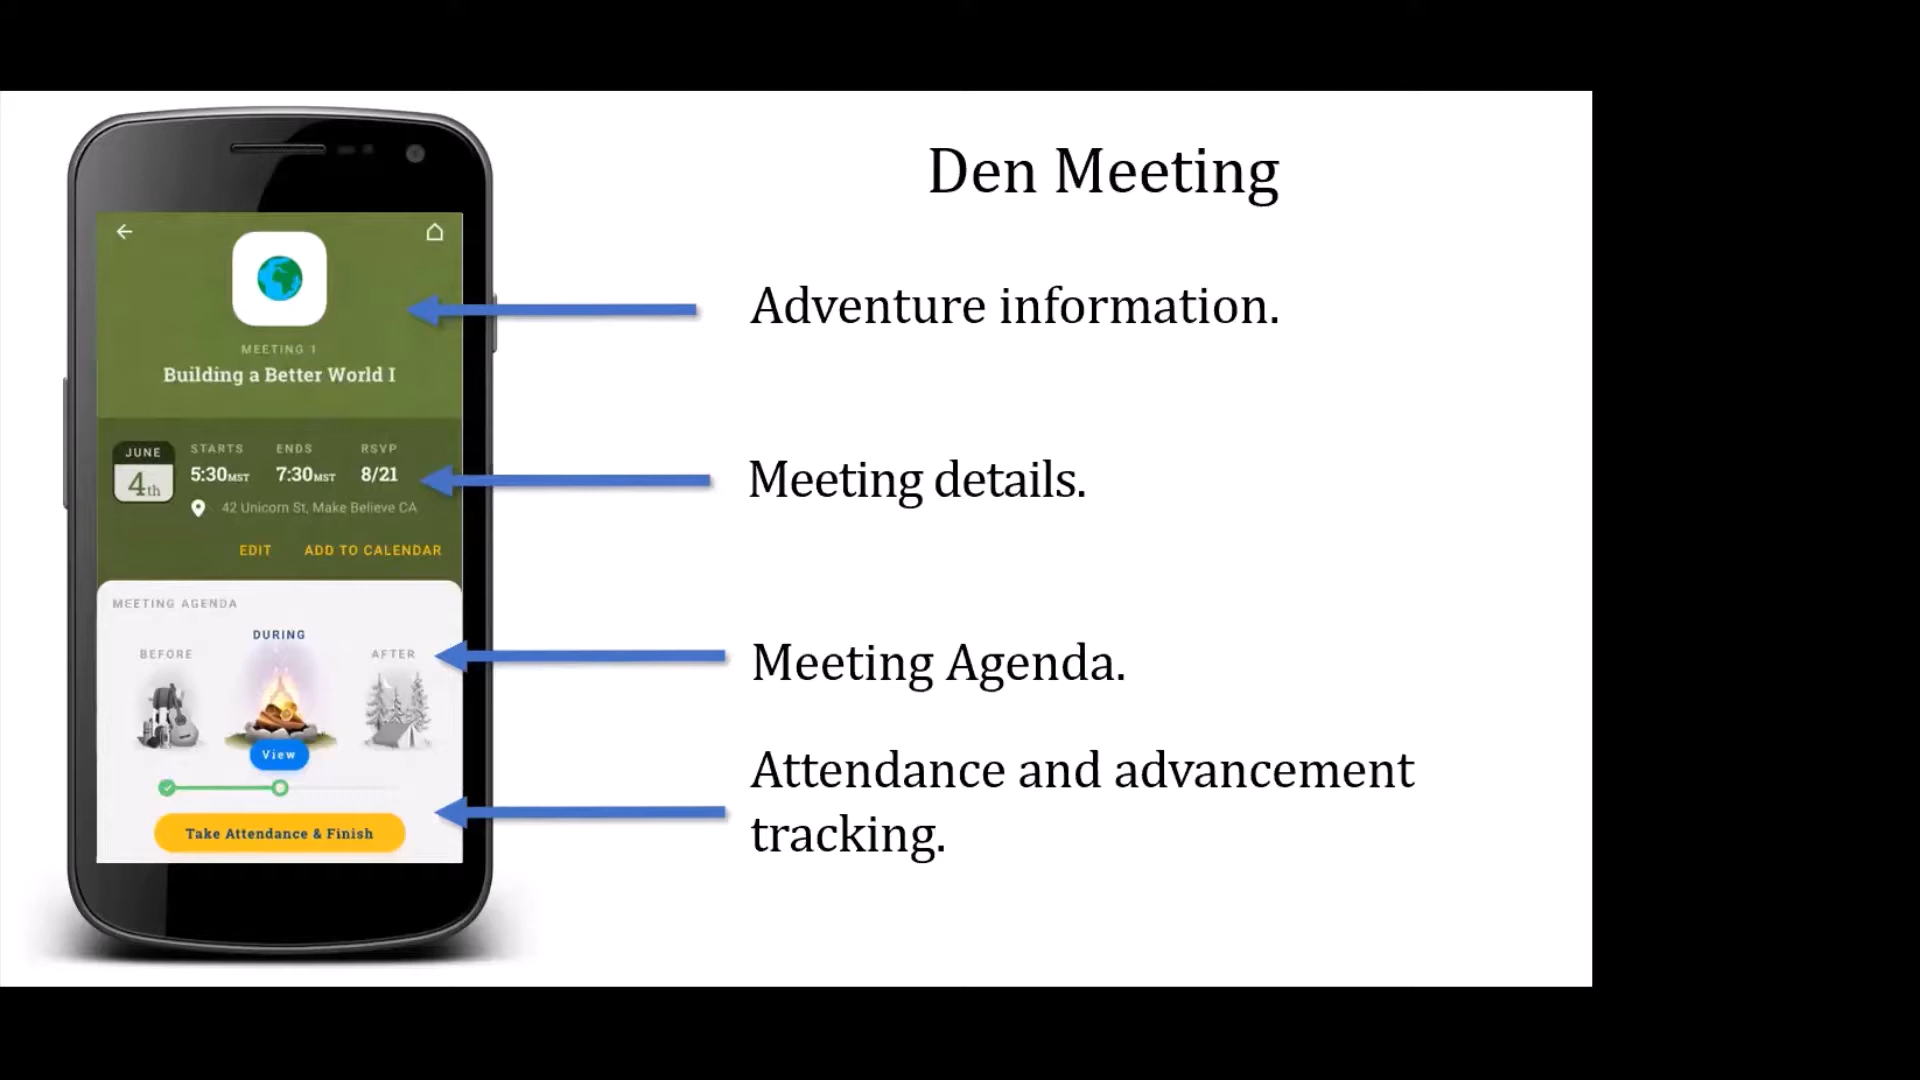 Den Meeting
MEETING 1
Building a Better World I
Adventure information.
JUNE
4th
STARTS ENDS RSVP
5:30MST 7:30MST 8/21
42 Unicorn St, Make Believe CA
EDIT ADD TO CALENDAR
Meeting details.
MEETING AGENDA
BEFORE DURING AFTER
View
Meeting Agenda.
Take Attendance & Finish
Attendance and advancement
tracking.